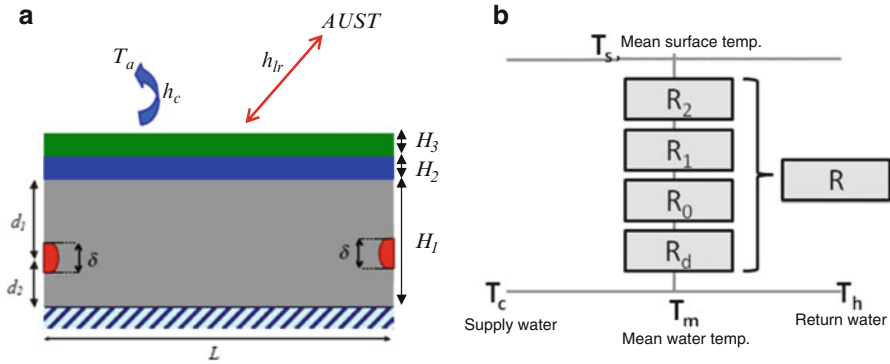 a
AUST
T_a
h_c
h_lr
H_3
H_2
d_1
δ
δ
H_1
d_2
L
b
T_s, Mean surface temp.
R_2
R_1
R
R_0
R_d
T_c
T_m
T_h
Supply water
Mean water temp.
Return water